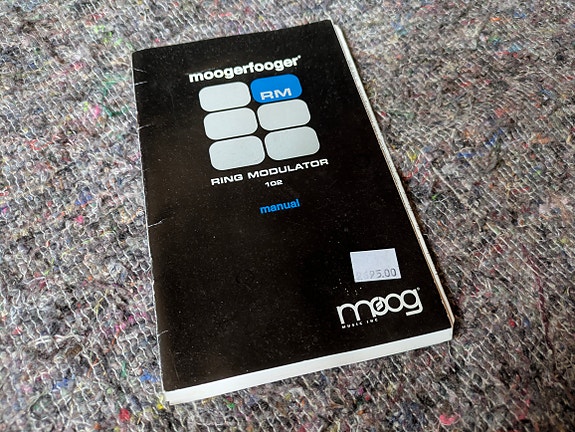 moogerfooger®
RM
RING MODULATOR
102
manual
moog
MUSIC INC